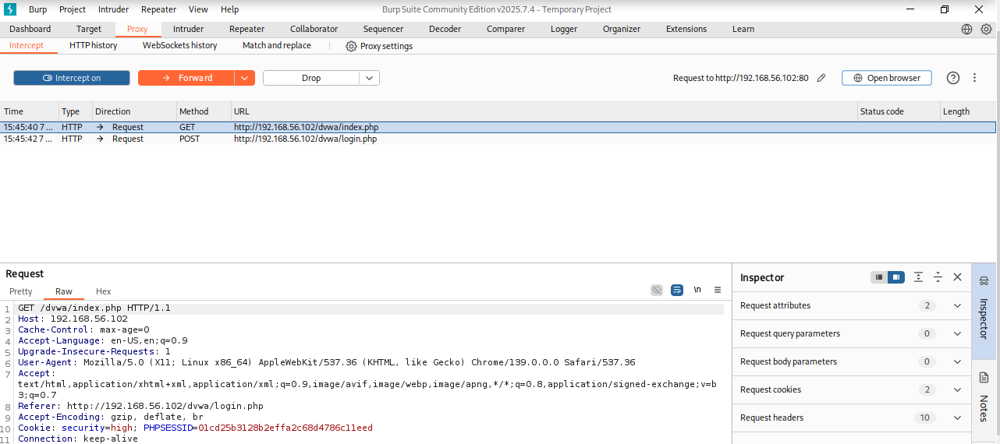 Burp Project Intruder Repeater View Help Burp Suite Community Edition v2025.7.4 - Temporary Project
Dashboard Target Proxy Intruder Repeater Collaborator Sequencer Decoder Comparer Logger Organizer Extensions Learn
Intercept HTTP history WebSockets history Match and replace Proxy settings
Intercept on Forward Drop Request to http://192.168.56.102:80 Open browser
Time Type Direction Method URL Status code Length
15:45:40 7 ... HTTP → Request GET http://192.168.56.102/dvwa/index.php
15:45:42 7 ... HTTP → Request POST http://192.168.56.102/dvwa/login.php
Request
Pretty Raw Hex \n
1 GET /dvwa/index.php HTTP/1.1
2 Host: 192.168.56.102
3 Cache-Control: max-age=0
4 Accept-Language: en-US,en;q=0.9
5 Upgrade-Insecure-Requests: 1
6 User-Agent: Mozilla/5.0 (X11; Linux x86_64) AppleWebKit/537.36 (KHTML, like Gecko) Chrome/139.0.0.0 Safari/537.36
7 Accept:
text/html,application/xhtml+xml,application/xml;q=0.9,image/avif,image/webp,image/apng,*/*;q=0.8,application/signed-exchange;v=b
3;q=0.7
8 Referer: http://192.168.56.102/dvwa/login.php
9 Accept-Encoding: gzip, deflate, br
10 Cookie: security=high; PHPSESSID=01cd25b3128b2effa2c68d4786c11eed
11 Connection: keep-alive
Inspector
Request attributes 2
Request query parameters 0
Request body parameters 0
Request cookies 2
Request headers 10
Inspector
Notes